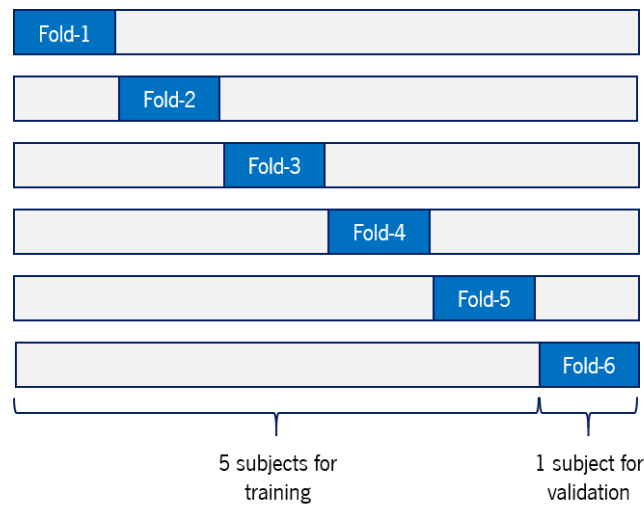 Fold-1
Fold-2
Fold-3
Fold-4
Fold-5
Fold-6
5 subjects for
training
1 subject for
validation